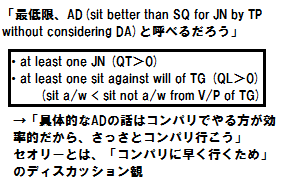 「最低限、AD(sit better than SQ for JN by TP
without considering DA)と呼べるだろう」
・at least one JN (QT>0)
・at least one sit against will of TG (QL>0)
(sit a/w < sit not a/w from V/P of TG)
→「具体的なADの話はコンパリでやる方が効
率的だから、さっさとコンパリ行こう」
セオリーとは、「コンパリに早く行くため」
のディスカッション観